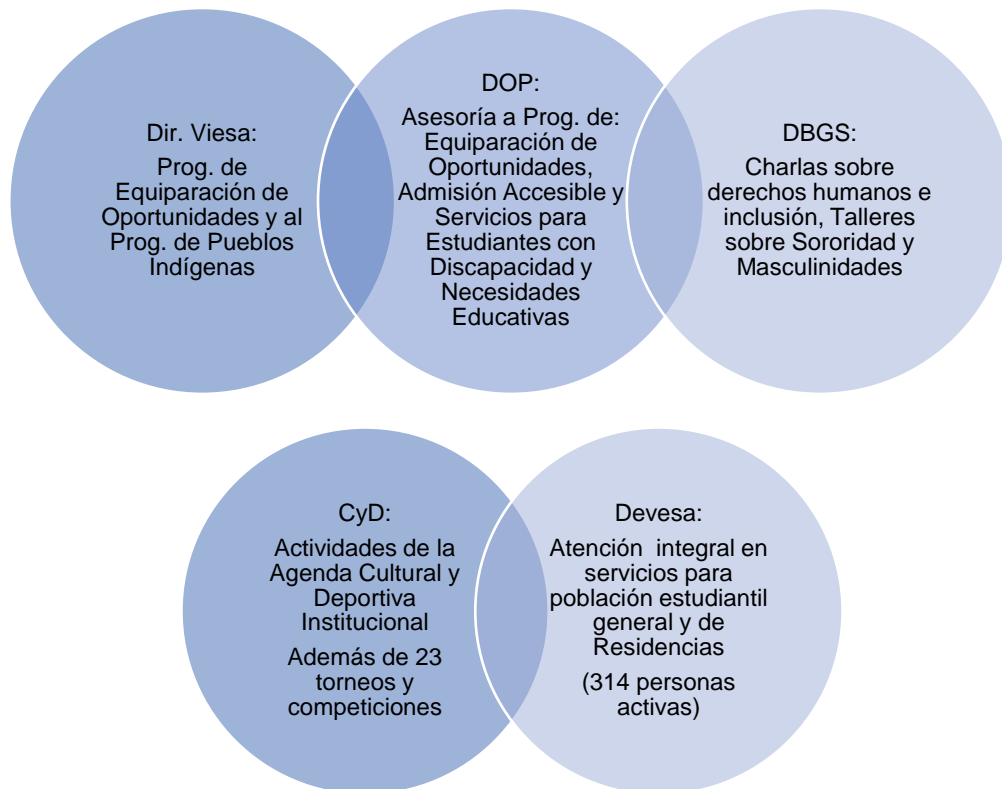 Dir. Viesa:
Prog. de
Equiparación de
Oportunidades y al
Prog. de Pueblos
Indígenas
DOP:
Asesoría a Prog. de:
Equiparación de
Oportunidades,
Admisión Accesible y
Servicios para
Estudiantes con
Discapacidad y
Necesidades
Educativas
DBGS:
Charlas sobre
derechos humanos e
inclusión, Talleres
sobre Sororidad y
Masculinidades
CyD:
Actividades de la
Agenda Cultural y
Deportiva
Institucional
Además de 23
torneos y
competiciones
Devesa:
Atención integral en
servicios para
población estudiantil
general y de
Residencias
(314 personas
activas)